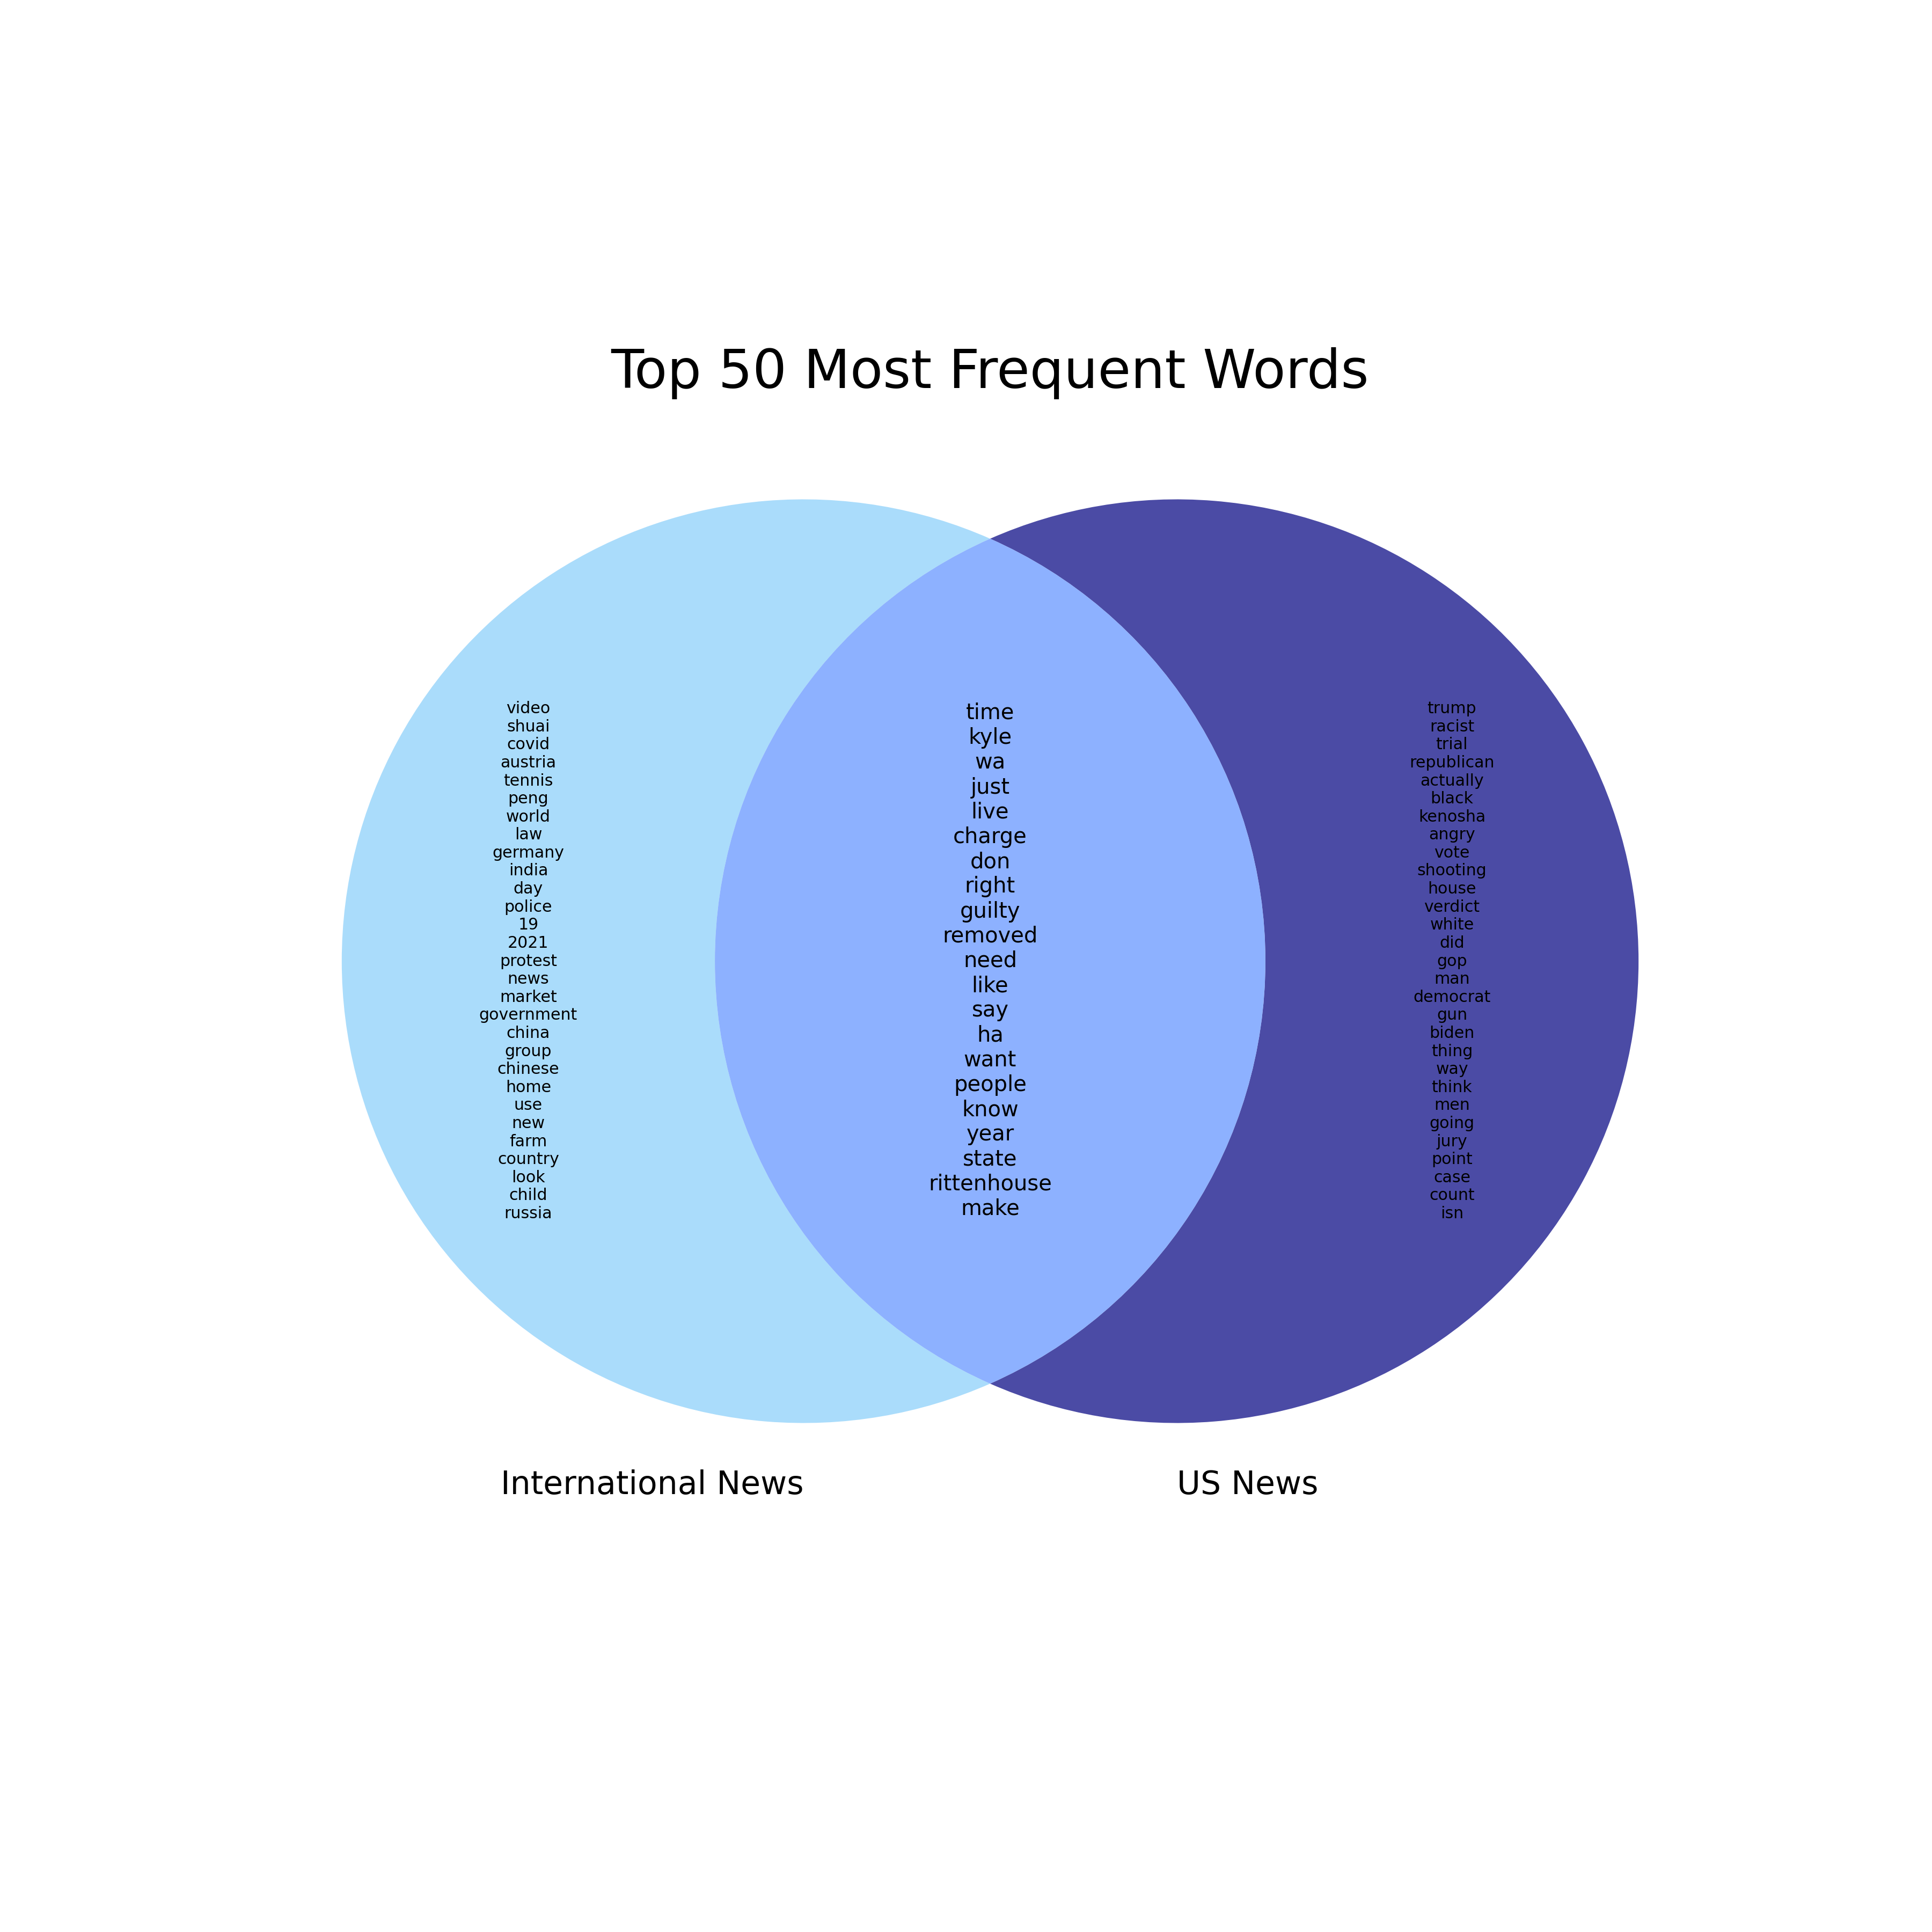 Top 50 Most Frequent Words
video
shuai
covid
austria
tennis
peng
world
law
germany
india
day
police
19
2021
protest
news
market
government
china
group
chinese
home
use
new
farm
country
look
child
russia
time
kyle
wa
just
live
charge
don
right
guilty
removed
need
like
say
ha
want
people
know
year
state
rittenhouse
make
trump
racist
trial
republican
actually
black
kenosha
angry
vote
shooting
house
verdict
white
did
gop
man
democrat
gun
biden
thing
way
think
men
going
jury
point
case
count
isn
International News
US News